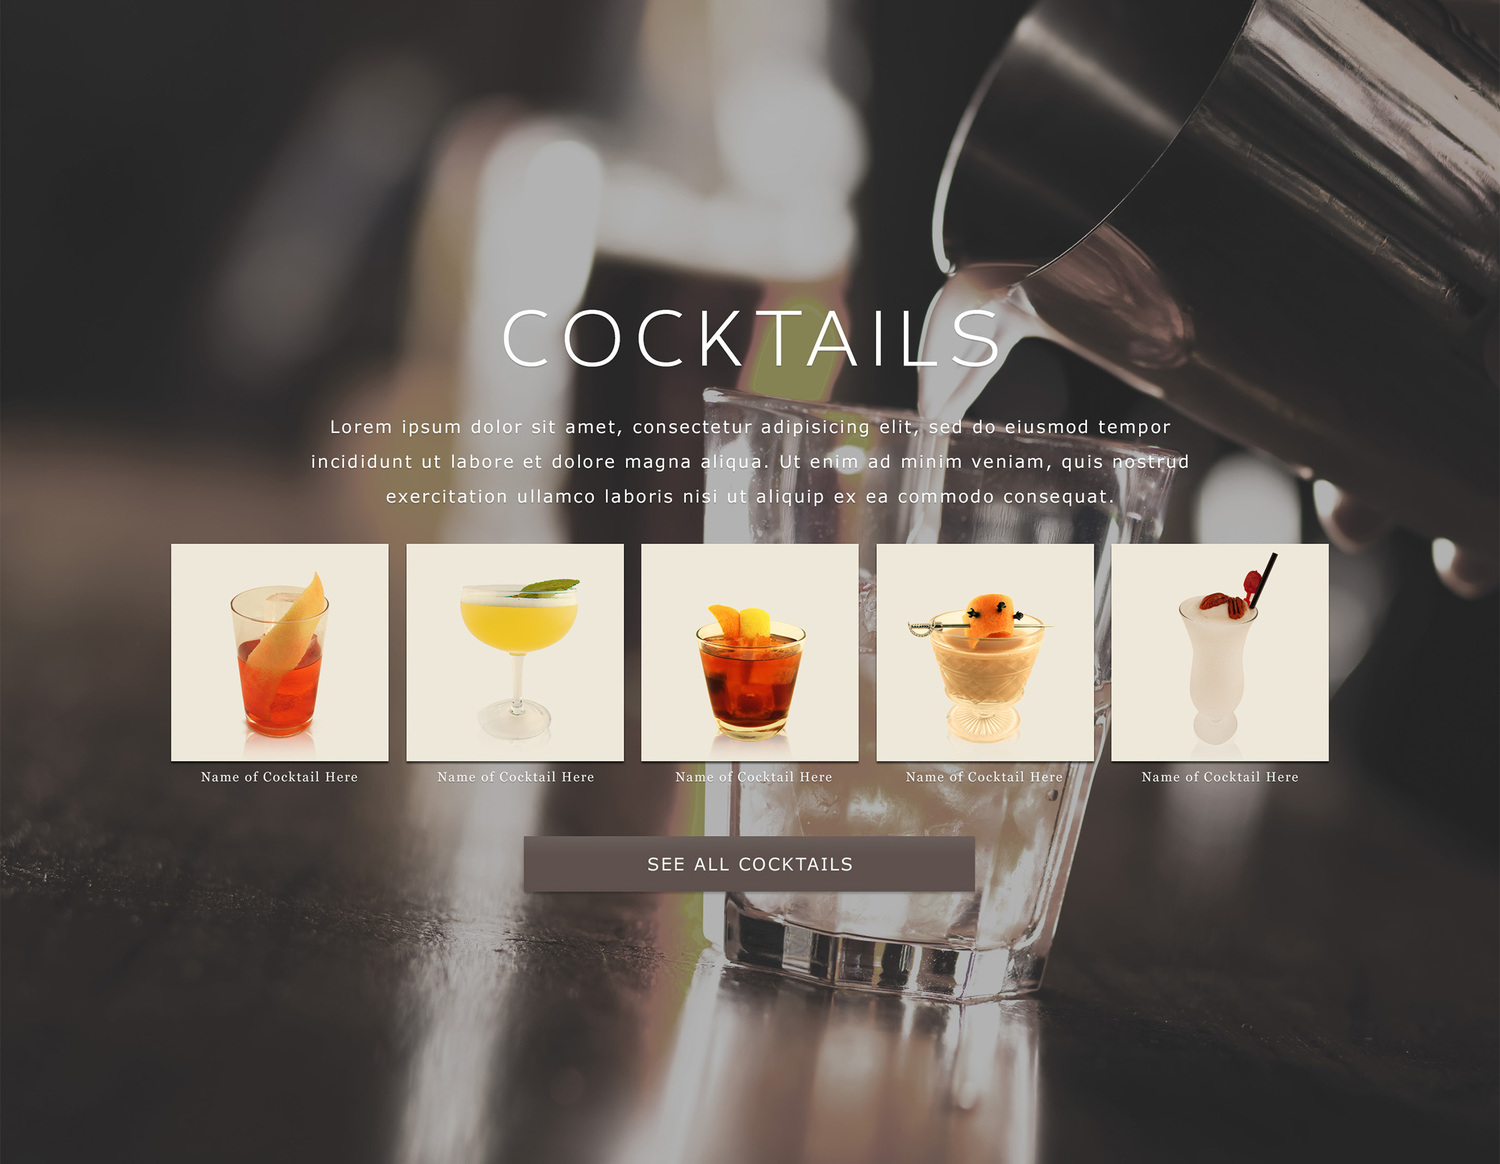 COCKTAILS
Lorem ipsum dolor sit amet, consectetur adipisicing elit, sed do eiusmod tempor
incididunt ut labore et dolore magna aliqua. Ut enim ad minim veniam, quis nostrud
exercitation ullamco laboris nisi ut aliquip ex ea commodo consequat.
Name of Cocktail Here
Name of Cocktail Here
Name of Cocktail Here
Name of Cocktail Here
Name of Cocktail Here
SEE ALL COCKTAILS